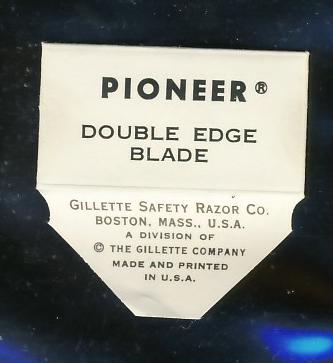 PIONEER®
DOUBLE EDGE
BLADE
GILLETTE SAFETY RAZOR CO.
BOSTON, MASS., U.S.A.
A DIVISION OF
© THE GILLETTE COMPANY
MADE AND PRINTED
IN U.S.A.